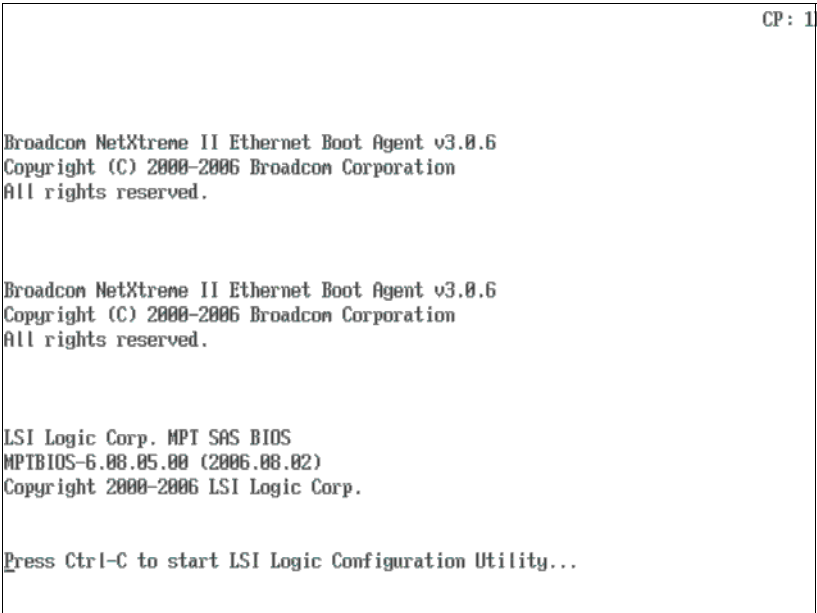 CP: 1
Broadcom NetXtreme II Ethernet Boot Agent v3.0.6
Copyright (C) 2000-2006 Broadcom Corporation
All rights reserved.
Broadcom NetXtreme II Ethernet Boot Agent v3.0.6
Copyright (C) 2000-2006 Broadcom Corporation
All rights reserved.
LSI Logic Corp. MPT SAS BIOS
MPTBIOS-6.08.05.00 (2006.08.02)
Copyright 2000-2006 LSI Logic Corp.
Press Ctrl-C to start LSI Logic Configuration Utility...